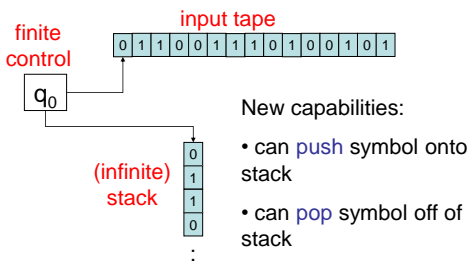 input tape
finite
control
0 1 1 0 0 1 1 1 0 1 0 0 1 0 1
q0
New capabilities:
• can push symbol onto
stack
(infinite)
stack
0
1
1
0
:
• can pop symbol off of
stack